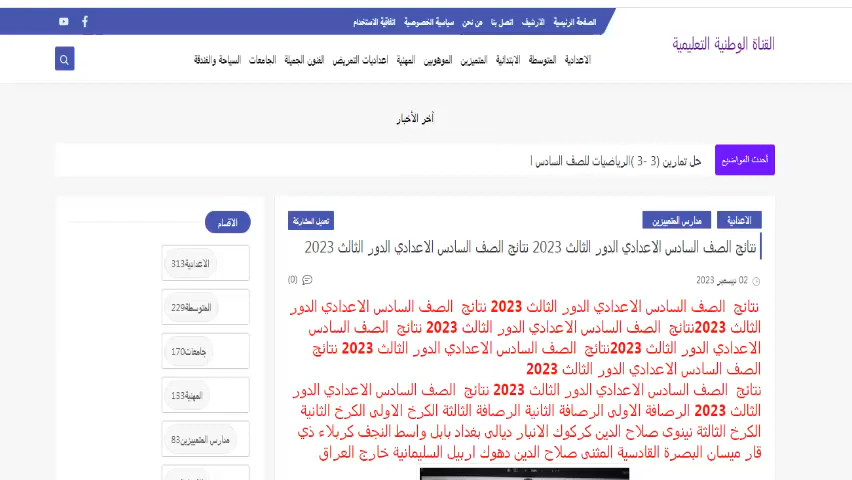 الصفحة الرئيسية الأرشيف اتصل بنا من نحن سياسية الخصوصية اتفاقية الاستخدام
القناة الوطنية التعليمية
الاعدادية المتوسطة الابتدائية المتميزين الموهوبين المهنية اعداديات التمريض الفنون الجميلة الجامعات السياحة والفندقة
أخر الأخبار
أحدث المواضيع
حل تمارين (3 -3 )الرياضيات للصف السادس ا
الاعدادية مدارس المتميزين
تعديل المشاركة
نتائج الصف السادس الاعدادي الدور الثالث 2023 نتائج الصف السادس الاعدادي الدور الثالث 2023
02 ديسمبر 2023
(0)
نتائج الصف السادس الاعدادي الدور الثالث 2023 نتائج الصف السادس الاعدادي الدور
الثالث 2023نتائج الصف السادس الاعدادي الدور الثالث 2023 نتائج الصف السادس
الاعدادي الدور الثالث 2023نتائج الصف السادس الاعدادي الدور الثالث 2023 نتائج
الصف السادس الاعدادي الدور الثالث 2023
نتائج الصف السادس الاعدادي الدور الثالث 2023 نتائج الصف السادس الاعدادي الدور
الثالث 2023 الرصافة الاولى الرصافة الثانية الرصافة الثالثة الكرخ الاولى الكرخ الثانية
الكرخ الثالثة نينوى صلاح الدين كركوك الانبار ديالى بغداد بابل واسط النجف كربلاء ذي
قار ميسان البصرة القادسية المثنى صلاح الدين دهوك اربيل السليمانية خارج العراق
الاقسام
الاعدادية313
المتوسطة229
جامعات170
المهنية133
مدارس المتميزين83